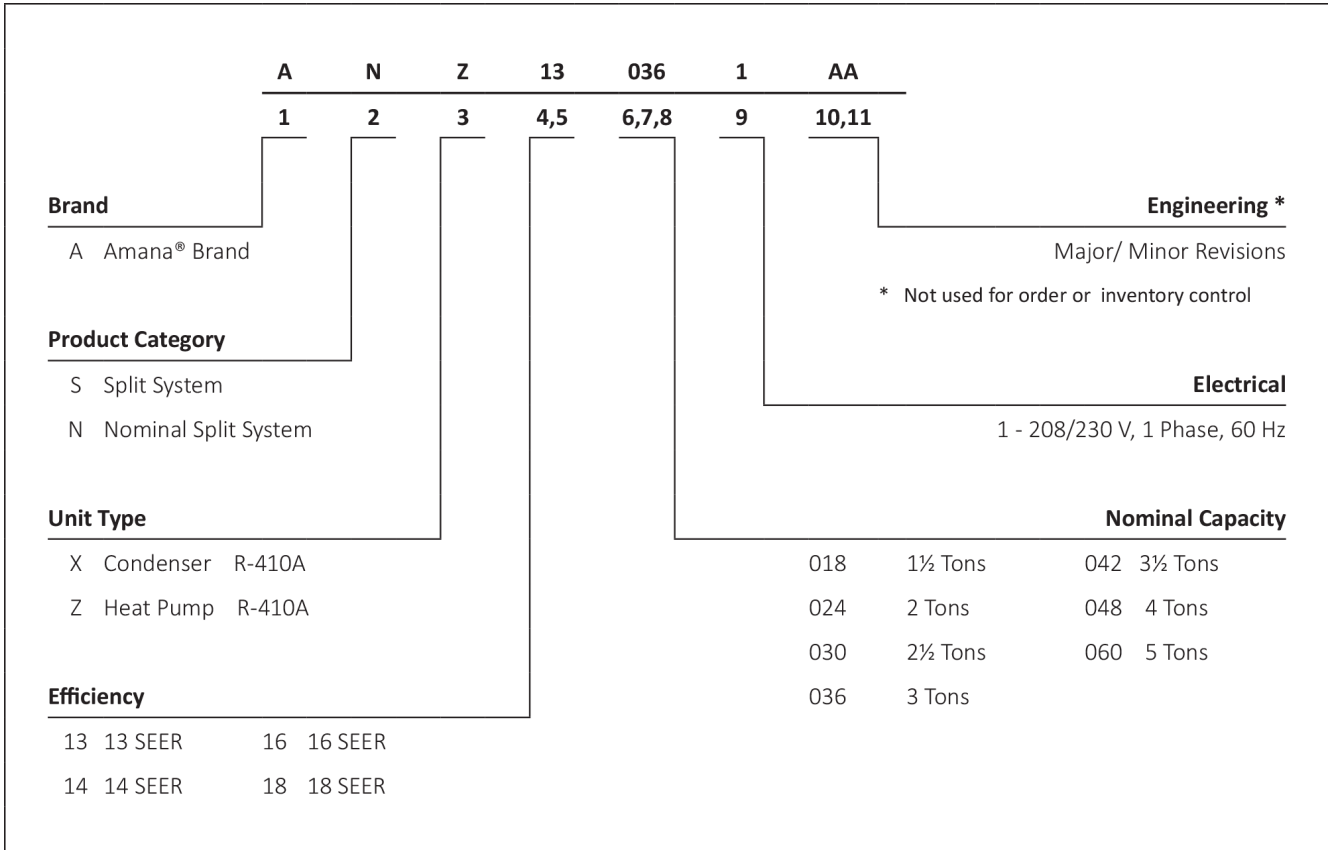 A N Z 13 036 1 AA
1 2 3 4,5 6,7,8 9 10,11
Brand
A Amana® Brand
Product Category
S Split System
N Nominal Split System
Unit Type
X Condenser R-410A
Z Heat Pump R-410A
Efficiency
13 13 SEER 16 16 SEER
14 14 SEER 18 18 SEER
Engineering *
Major/ Minor Revisions
* Not used for order or inventory control
Electrical
1 - 208/230 V, 1 Phase, 60 Hz
Nominal Capacity
018 1½ Tons 042 3½ Tons
024 2 Tons 048 4 Tons
030 2½ Tons 060 5 Tons
036 3 Tons